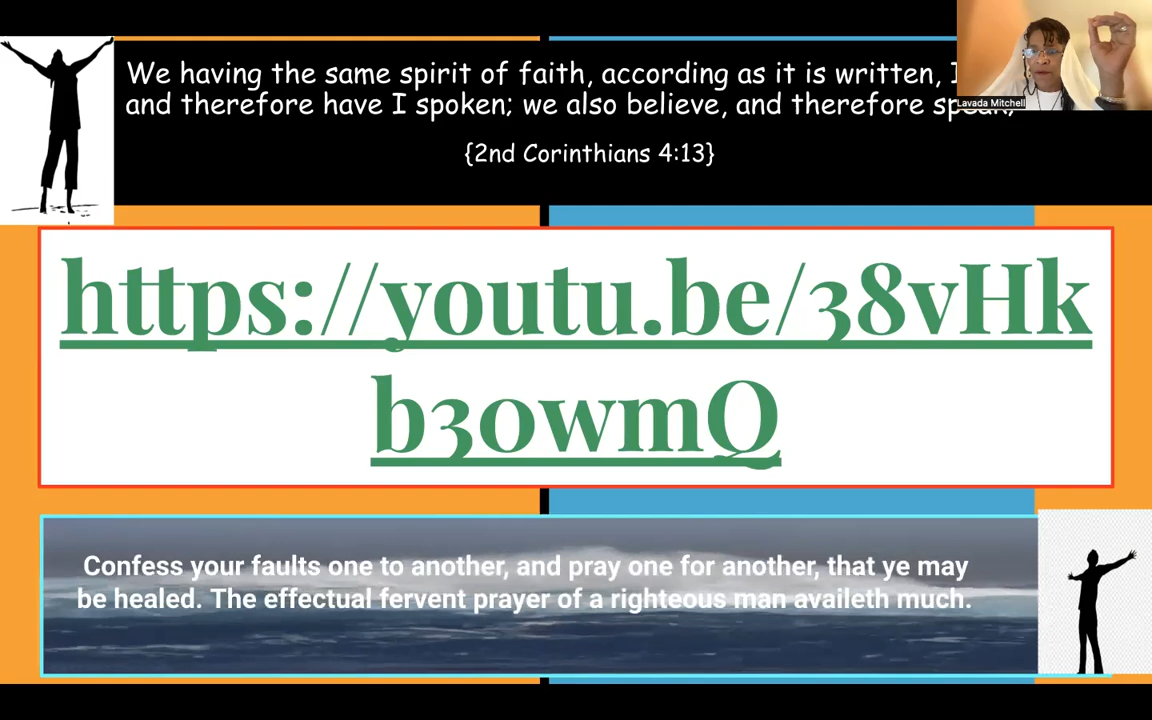 We having the same spirit of faith, according as it is written, I
and therefore have I spoken; we also believe, and therefore speak,
{2nd Corinthians 4:13}
Lavada Mitchell
https://youtu.be/38vHk
b30wmQ
Confess your faults one to another, and pray one for another, that ye may
be healed. The effectual fervent prayer of a righteous man availeth much.